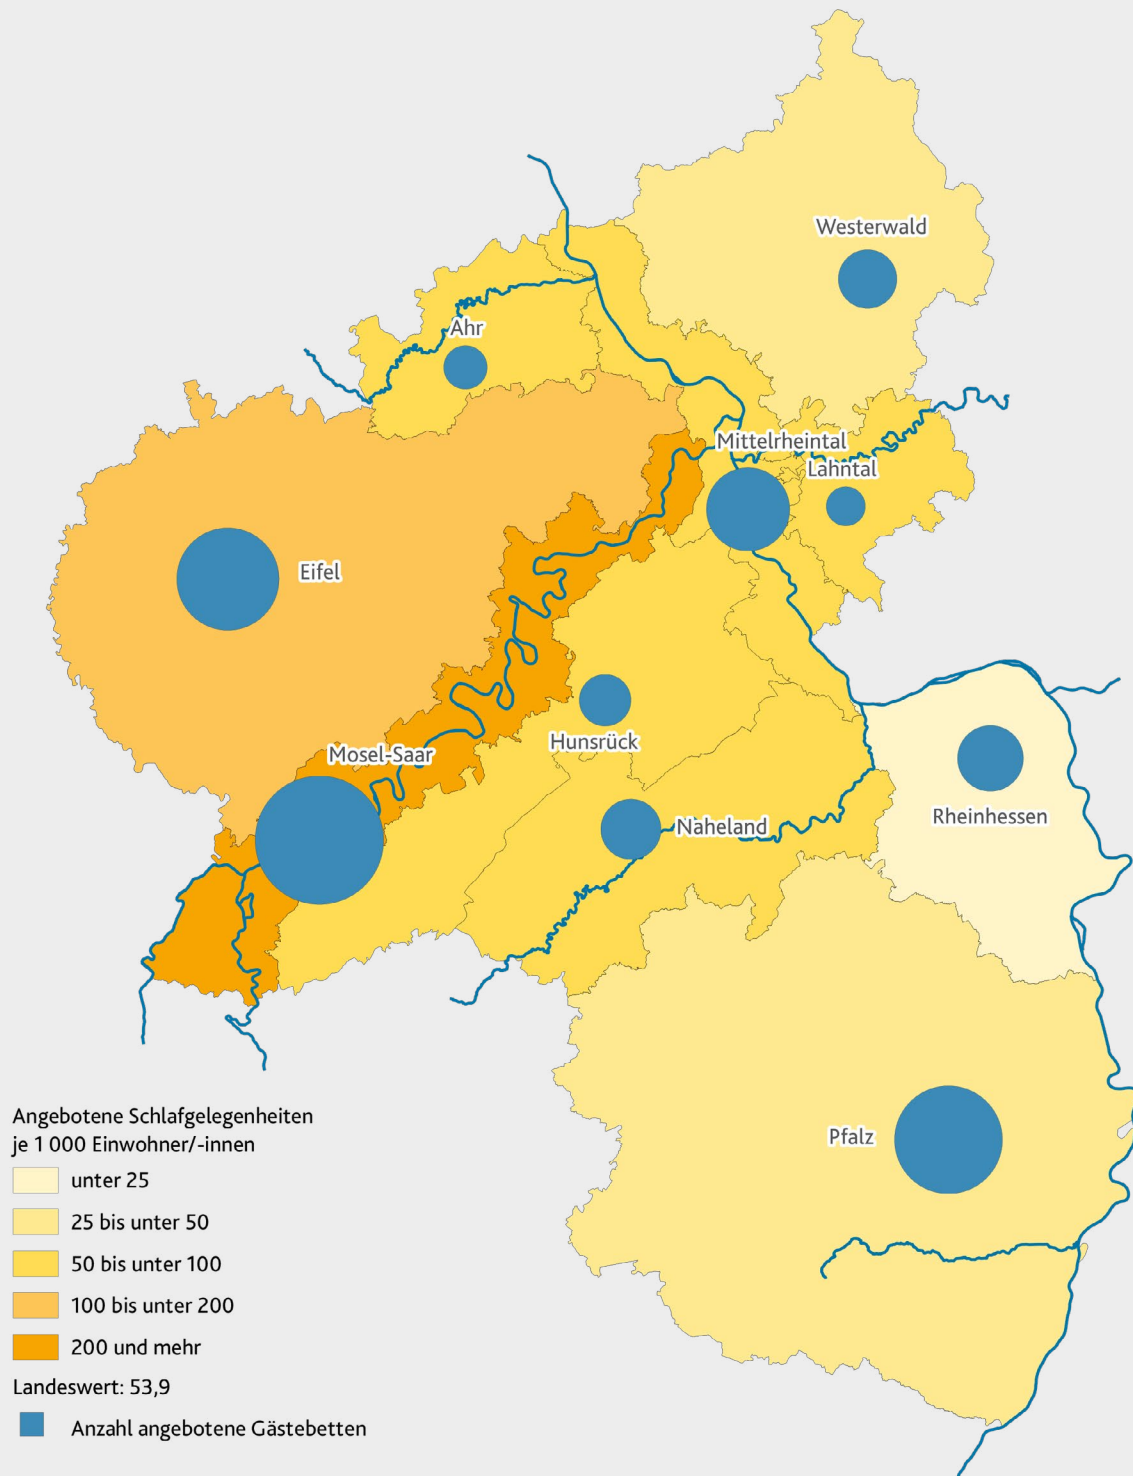 Westerwald
Ahr
Mittelrheintal
Lahntal
Eifel
Hunsrück
Mosel-Saar
Rheinhessen
Naheland
Pfalz
Angebotene Schlafgelegenheiten
je 1 000 Einwohner/-innen
unter 25
25 bis unter 50
50 bis unter 100
100 bis unter 200
200 und mehr
Landeswert: 53,9
Anzahl angebotene Gästebetten